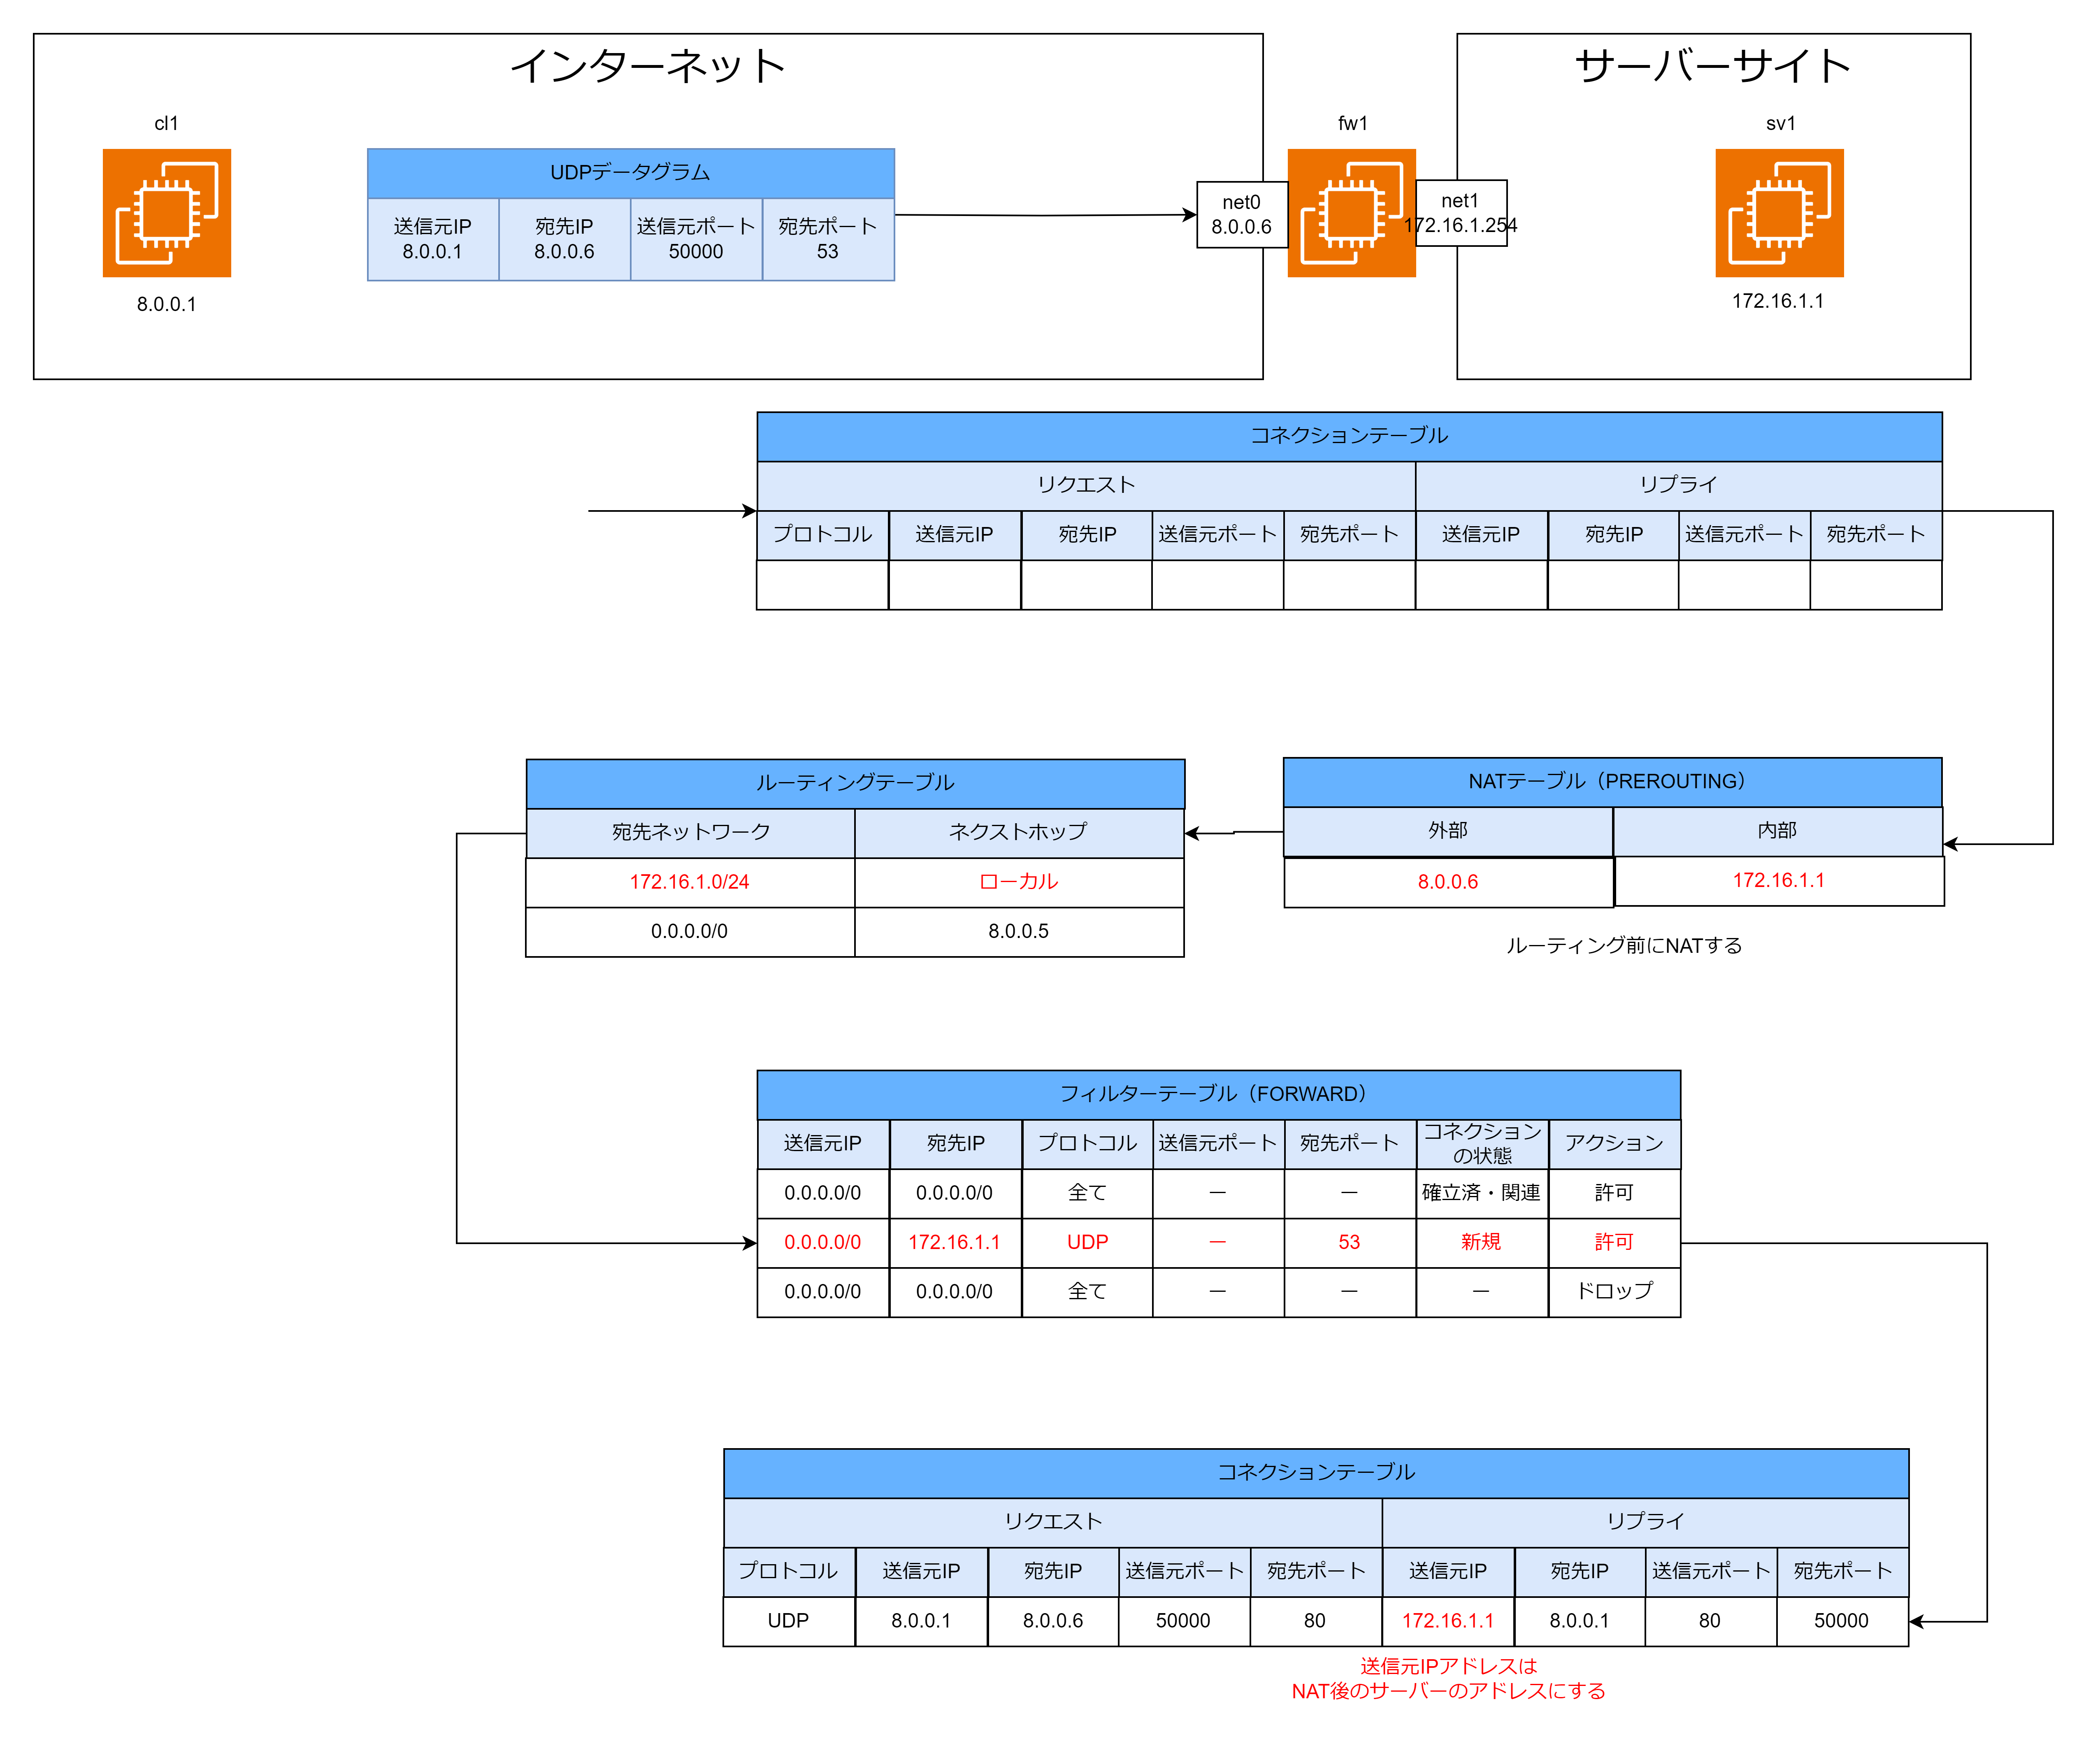 インターネット
サーバーサイト
cl1
fw1
sv1
UDPデータグラム
送信元IP
8.0.0.1
宛先IP
8.0.0.6
送信元ポート
50000
宛先ポート
53
net0
8.0.0.6
net1
172.16.1.254
8.0.0.1
172.16.1.1
コネクションテーブル
リクエスト リプライ
プロトコル 送信元IP 宛先IP 送信元ポート 宛先ポート 送信元IP 宛先IP 送信元ポート 宛先ポート
ルーティングテーブル
宛先ネットワーク ネクストホップ
172.16.1.0/24 ローカル
0.0.0.0/0 8.0.0.5
NATテーブル（PREROUTING）
外部 内部
8.0.0.6 172.16.1.1
ルーティング前にNATする
フィルターテーブル（FORWARD）
送信元IP 宛先IP プロトコル 送信元ポート 宛先ポート コネクションの状態 アクション
0.0.0.0/0 0.0.0.0/0 全て ー ー 確立済・関連 許可
0.0.0.0/0 172.16.1.1 UDP ー 53 新規 許可
0.0.0.0/0 0.0.0.0/0 全て ー ー ー ドロップ
コネクションテーブル
リクエスト リプライ
プロトコル 送信元IP 宛先IP 送信元ポート 宛先ポート 送信元IP 宛先IP 送信元ポート 宛先ポート
UDP 8.0.0.1 8.0.0.6 50000 80 172.16.1.1 8.0.0.1 80 50000
送信元IPアドレスは
NAT後のサーバーのアドレスにする